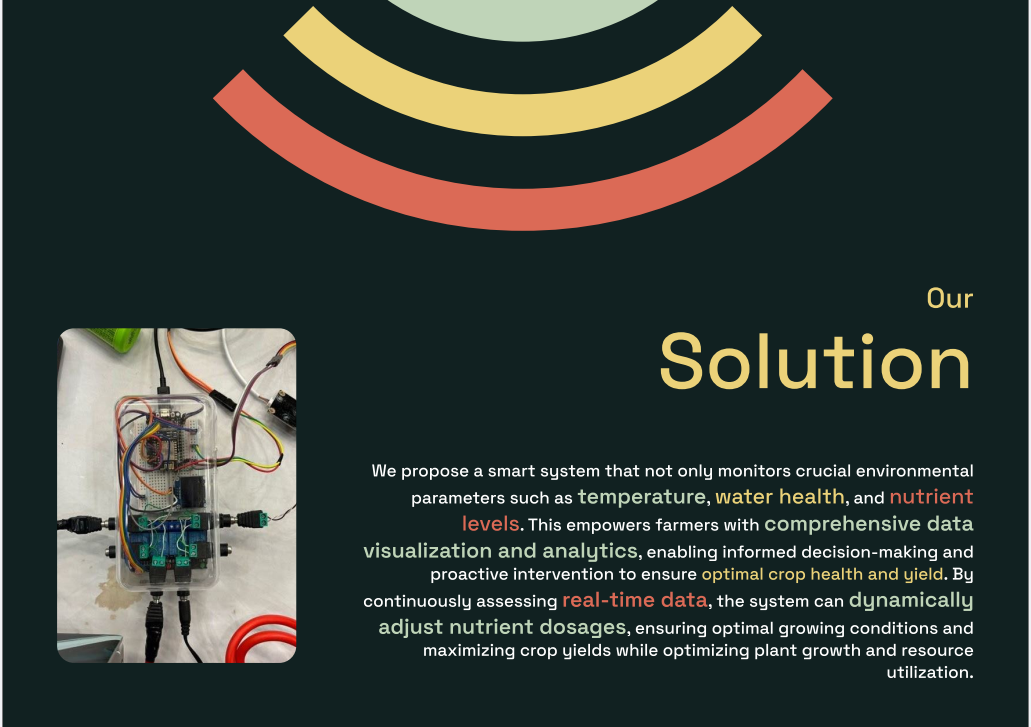 Our
Solution
We propose a smart system that not only monitors crucial environmental
parameters such as temperature, water health, and nutrient
levels. This empowers farmers with comprehensive data
visualization and analytics, enabling informed decision-making and
proactive intervention to ensure optimal crop health and yield. By
continuously assessing real-time data, the system can dynamically
adjust nutrient dosages, ensuring optimal growing conditions and
maximizing crop yields while optimizing plant growth and resource
utilization.